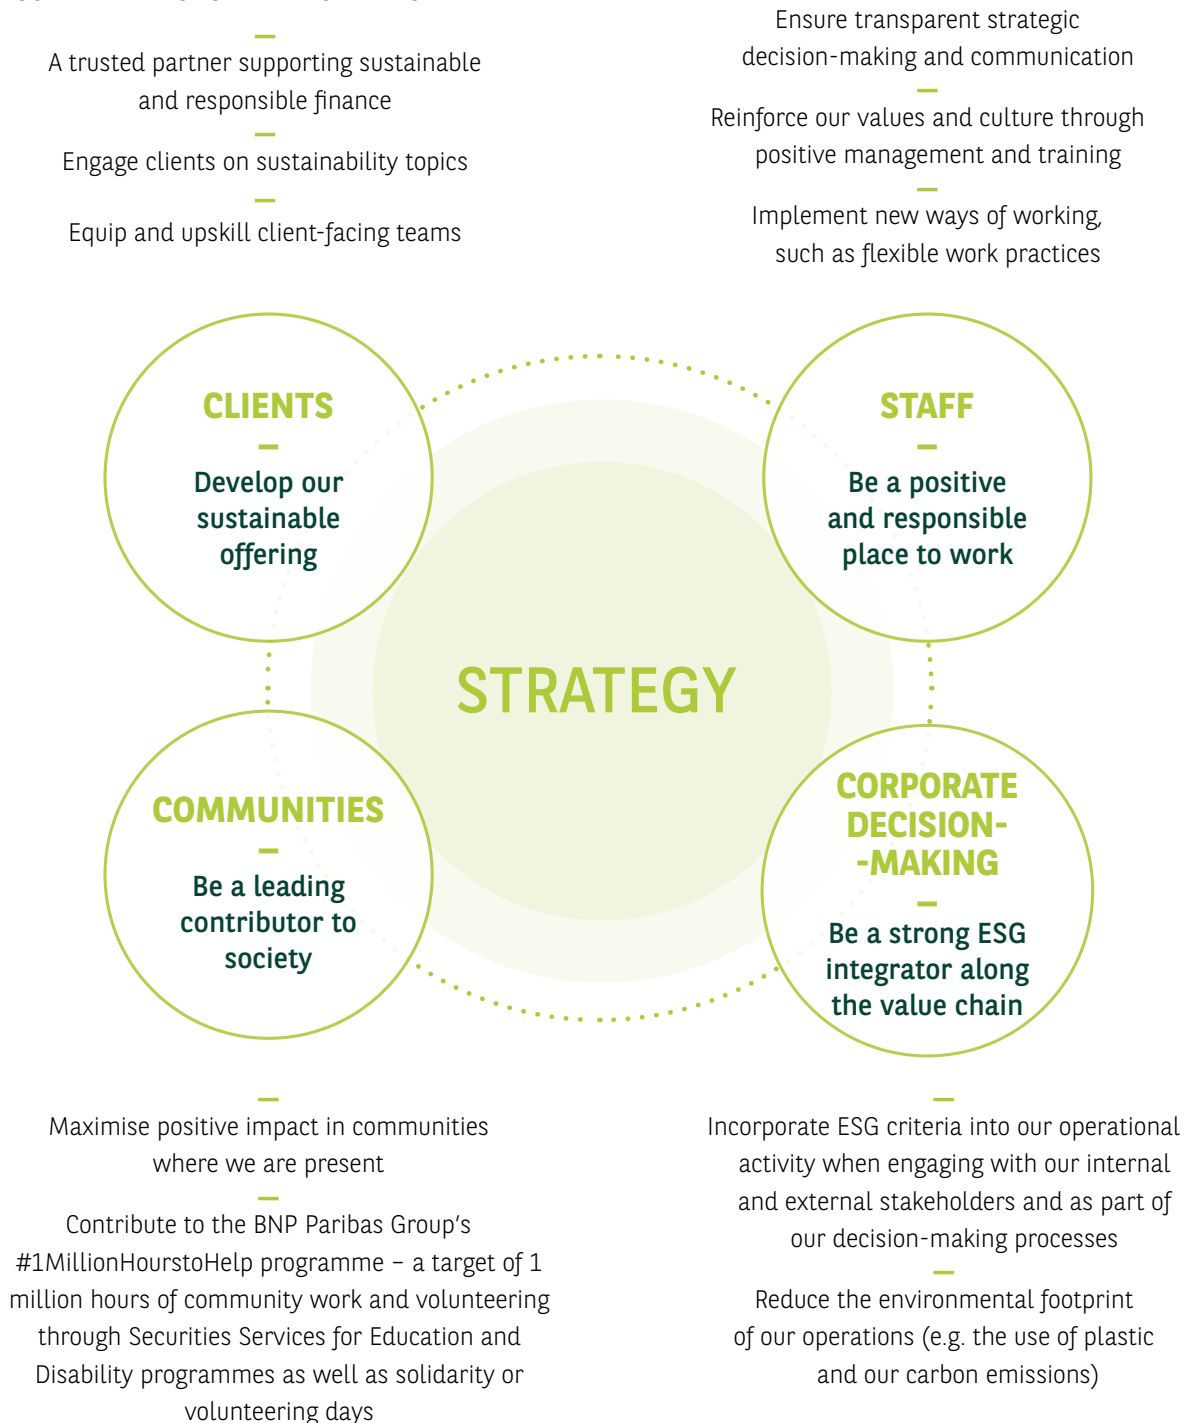 A trusted partner supporting sustainable
and responsible finance
Engage clients on sustainability topics
Equip and upskill client-facing teams
Ensure transparent strategic
decision-making and communication
Reinforce our values and culture through
positive management and training
Implement new ways of working,
such as flexible work practices
CLIENTS
Develop our
sustainable
offering
STAFF
Be a positive
and responsible
place to work
STRATEGY
COMMUNITIES
Be a leading
contributor to
society
CORPORATE
DECISION-
-MAKING
Be a strong ESG
integrator along
the value chain
Maximise positive impact in communities
where we are present
Contribute to the BNP Paribas Group's
#1MillionHourstoHelp programme – a target of 1
million hours of community work and volunteering
through Securities Services for Education and
Disability programmes as well as solidarity or
volunteering days
Incorporate ESG criteria into our operational
activity when engaging with our internal
and external stakeholders and as part of
our decision-making processes
Reduce the environmental footprint
of our operations (e.g. the use of plastic
and our carbon emissions)